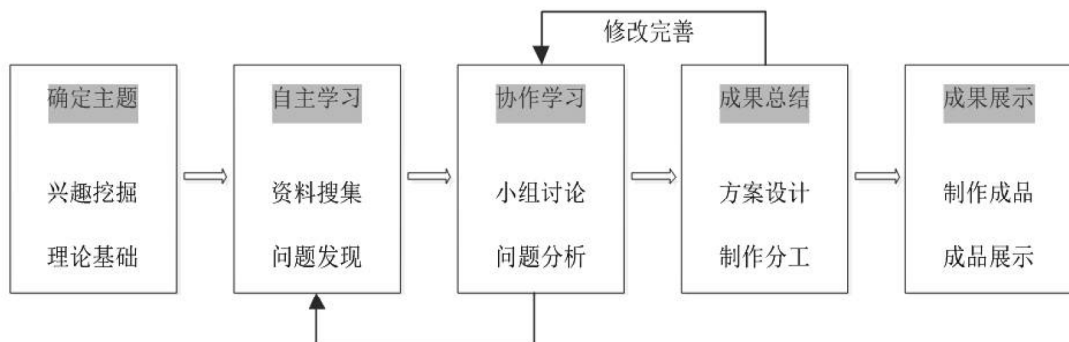 修改完善
确定主题
兴趣挖掘
理论基础
自主学习
资料搜集
问题发现
协作学习
小组讨论
问题分析
成果总结
方案设计
制作分工
成果展示
制作成品
成品展示